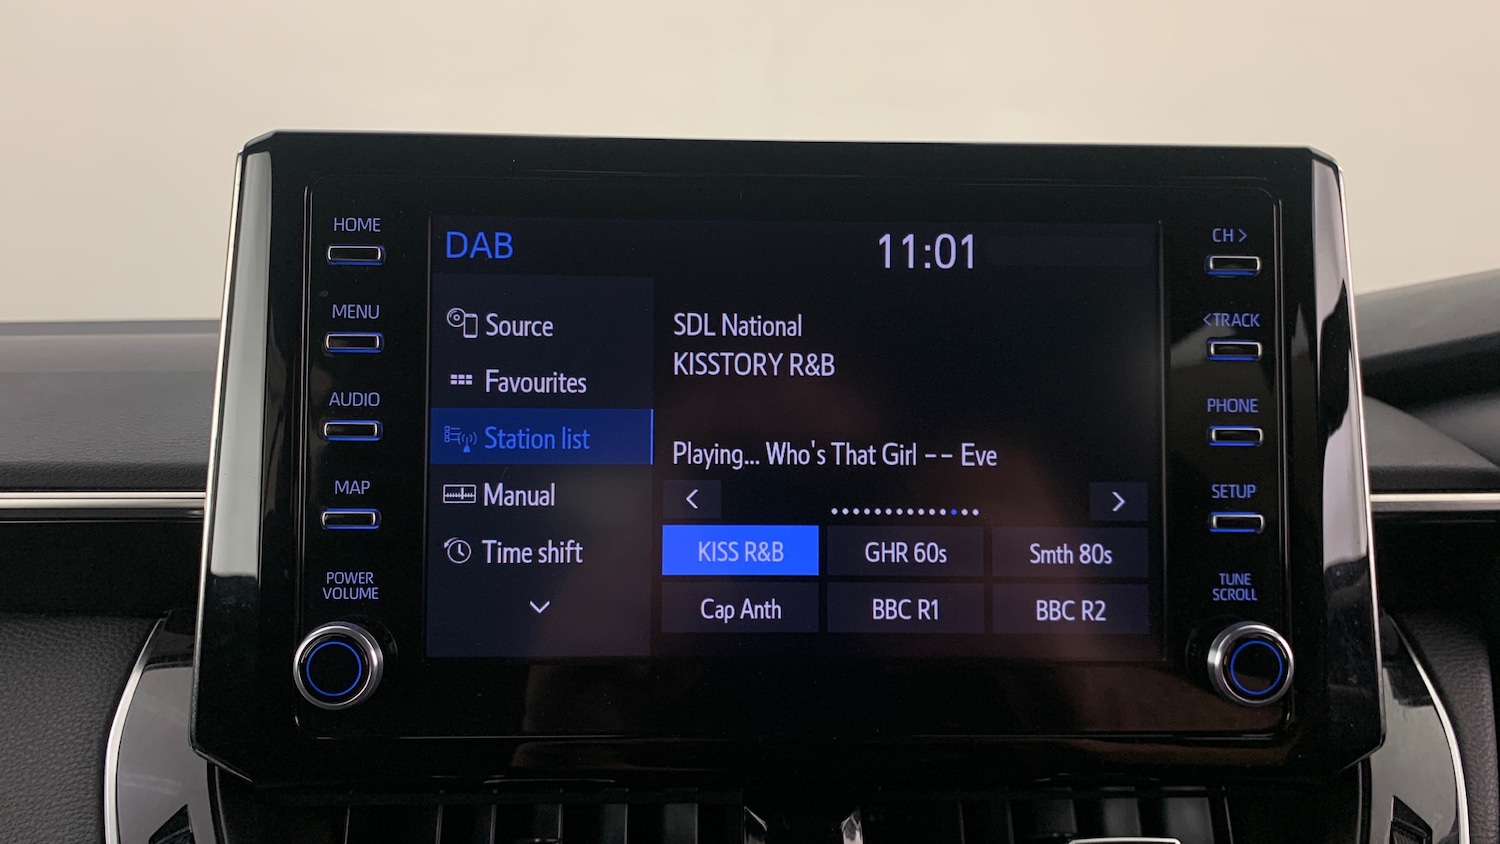 HOME
MENU
AUDIO
MAP
POWER
VOLUME
DAB
11:01
Source
Favourites
Station list
Manual
Time shift
SDL National
KISSTORY R&B
Playing... Who's That Girl -- Eve
KISS R&B
GHR 60s
Smth 80s
Cap Anth
BBC R1
BBC R2
CH >
<TRACK
PHONE
SETUP
TUNE
SCROLL